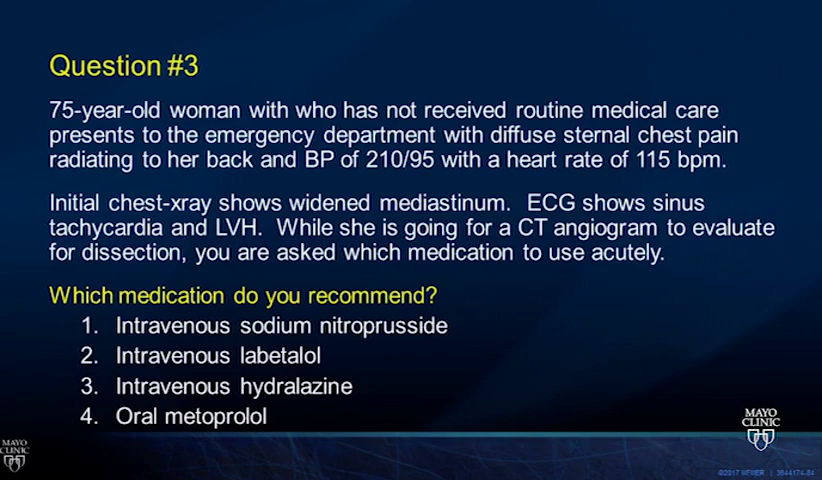 Question #3
75-year-old woman with who has not received routine medical care
presents to the emergency department with diffuse sternal chest pain
radiating to her back and BP of 210/95 with a heart rate of 115 bpm.
Initial chest-xray shows widened mediastinum. ECG shows sinus
tachycardia and LVH. While she is going for a CT angiogram to evaluate
for dissection, you are asked which medication to use acutely.
Which medication do you recommend?
1. Intravenous sodium nitroprusside
2. Intravenous labetalol
3. Intravenous hydralazine
4. Oral metoprolol
MAYO
CLINIC
MAYO
CLINIC
©2017 MFMER | 3644174-84